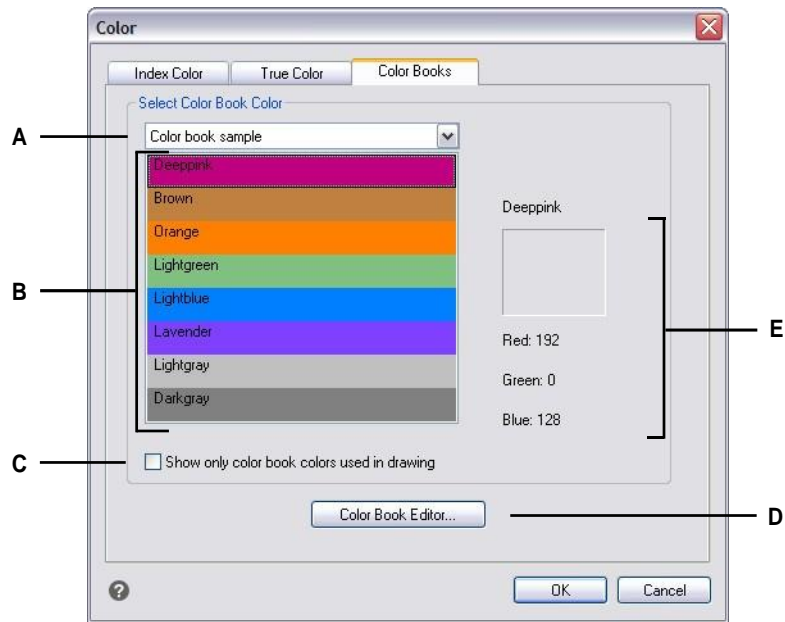 Color
Index Color
True Color
Color Books
Select Color Book Color
A
Color book sample
Deeppink
Brown
Orange
Lightgreen
Lightblue
Lavender
Lightgray
Darkgray
B
Deeppink
Red: 192
Green: 0
Blue: 128
E
C
Show only color book colors used in drawing
Color Book Editor...
D
?
OK
Cancel